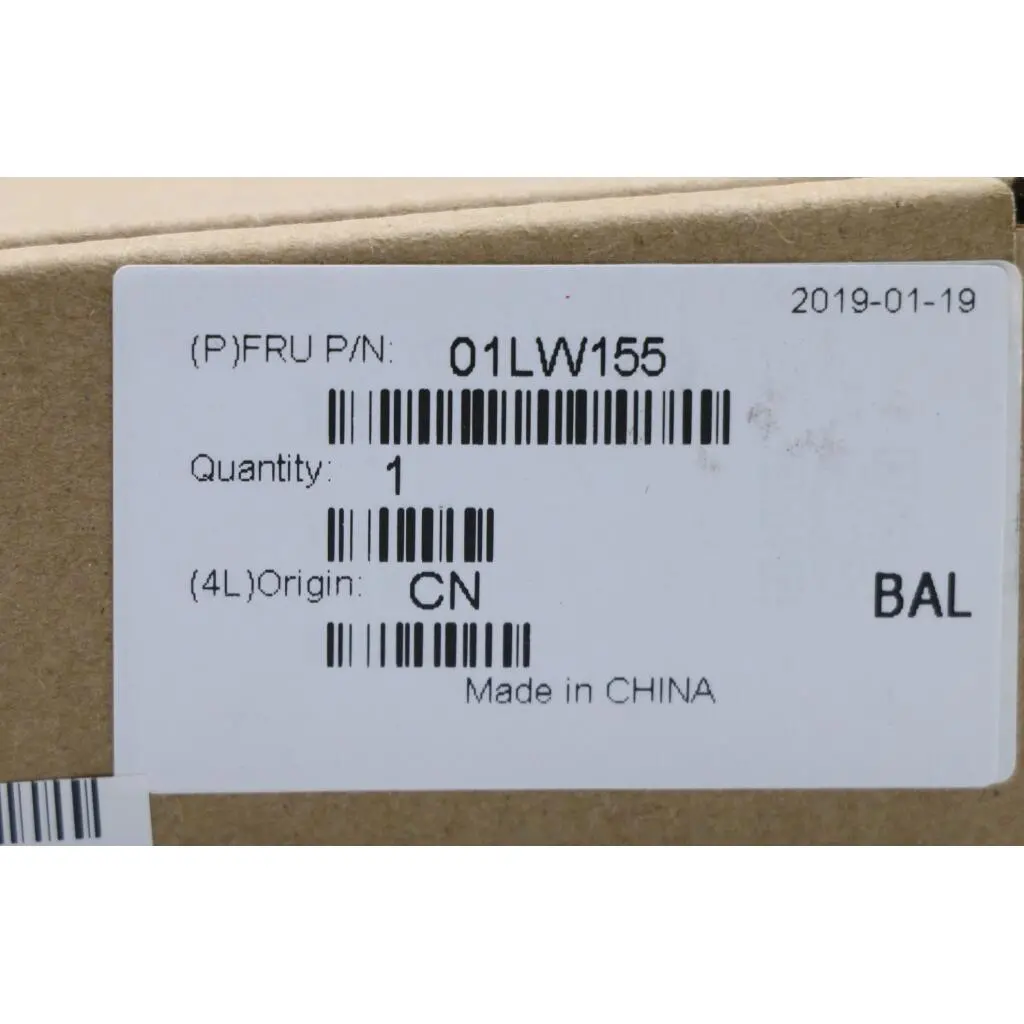 2019-01-19
(P)FRU P/N: 01LW155
Quantity: 1
(4L)Origin: CN
BAL
Made in CHINA